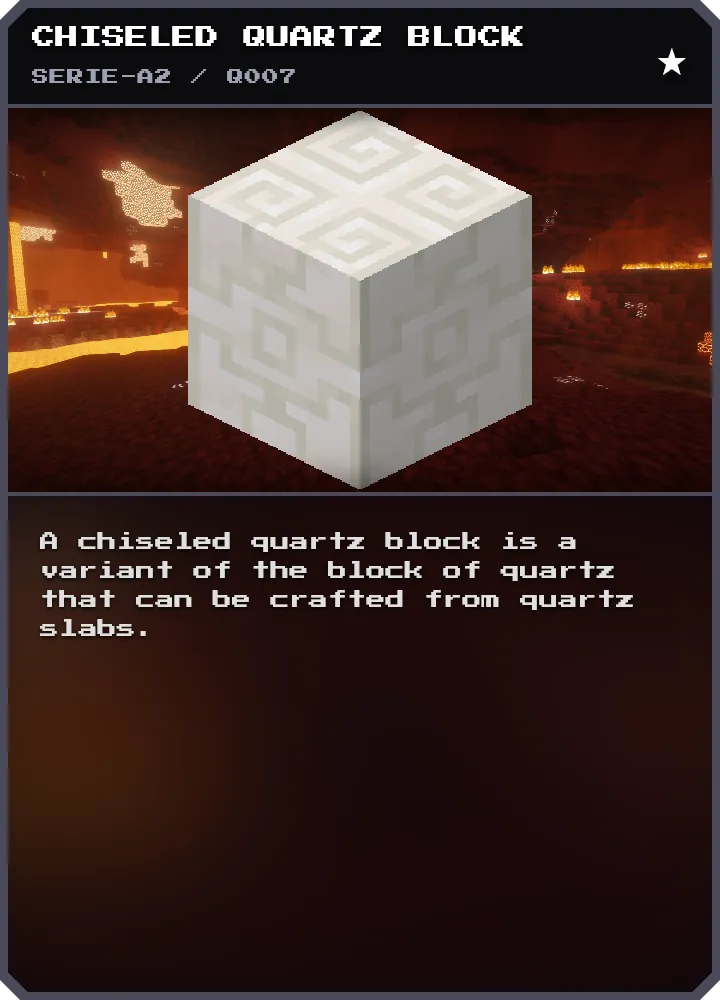 CHISELED QUARTZ BLOCK
SERIE-A2 / Q007
A chiseled quartz block is a
variant of the block of quartz
that can be crafted from quartz
slabs.